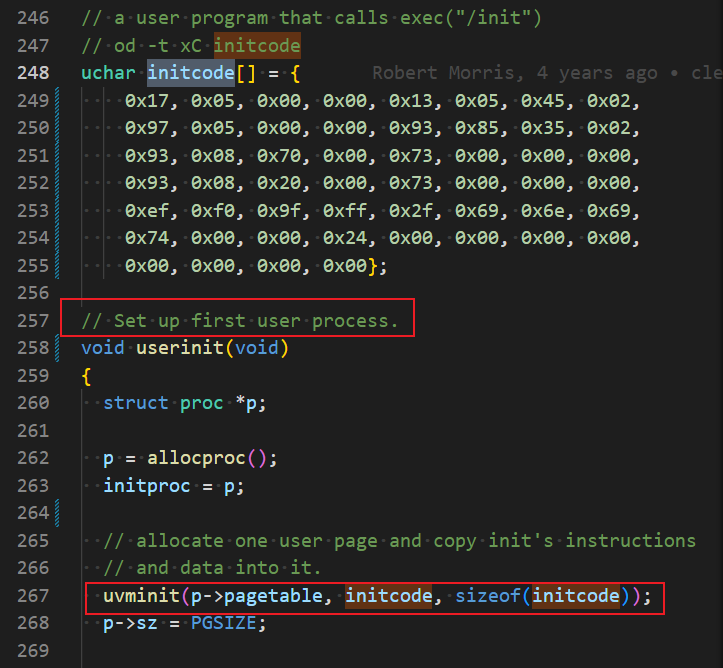 246 // a user program that calls exec("/init")
247 // od -t xC initcode
248 uchar initcode[] = { Robert Morris, 4 years ago • cle
249 0x17, 0x05, 0x00, 0x00, 0x13, 0x05, 0x45, 0x02,
250 0x97, 0x05, 0x00, 0x00, 0x93, 0x85, 0x35, 0x02,
251 0x93, 0x08, 0x70, 0x00, 0x73, 0x00, 0x00, 0x00,
252 0x93, 0x08, 0x20, 0x00, 0x73, 0x00, 0x00, 0x00,
253 0xef, 0xf0, 0x9f, 0xff, 0x2f, 0x69, 0x6e, 0x69,
254 0x74, 0x00, 0x00, 0x24, 0x00, 0x00, 0x00, 0x00,
255 0x00, 0x00, 0x00, 0x00};
256
257 // Set up first user process.
258 void userinit(void)
259 {
260 struct proc *p;
261
262 p = allocproc();
263 initproc = p;
264
265 // allocate one user page and copy init's instructions
266 // and data into it.
267 uvminit(p->pagetable, initcode, sizeof(initcode));
268 p->sz = PGSIZE;
269